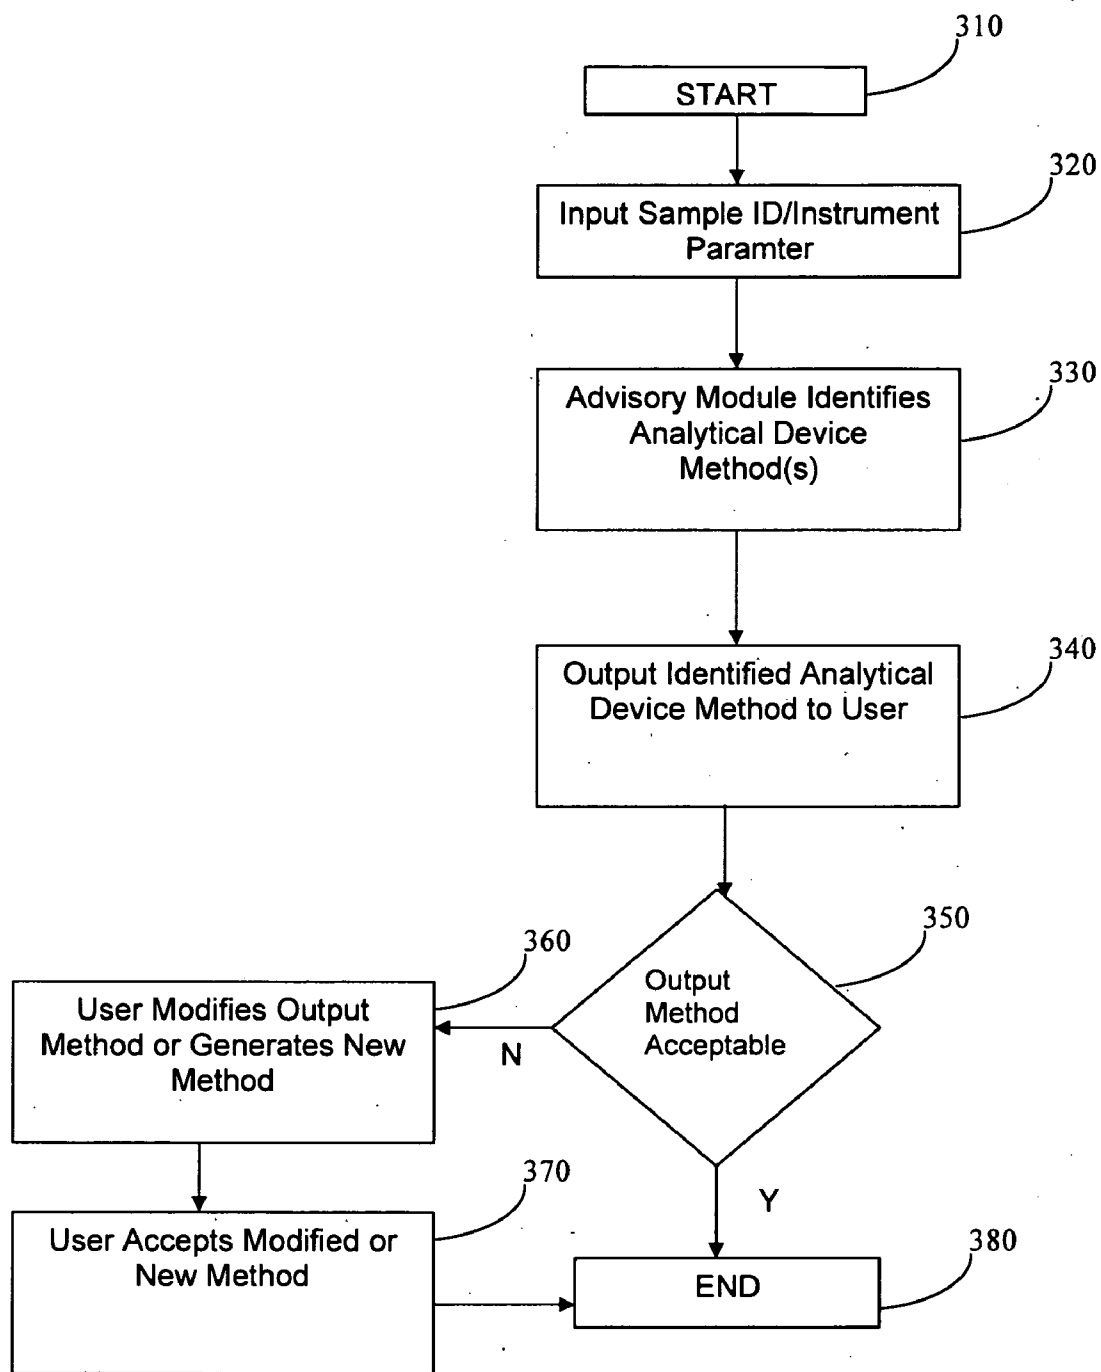 310
START
320
Input Sample ID/Instrument
Paramter
330
Advisory Module Identifies
Analytical Device
Method(s)
340
Output Identified Analytical
Device Method to User
350
Output
Method
Acceptable
360
User Modifies Output
Method or Generates New
Method
N
370
User Accepts Modified or
New Method
Y
380
END